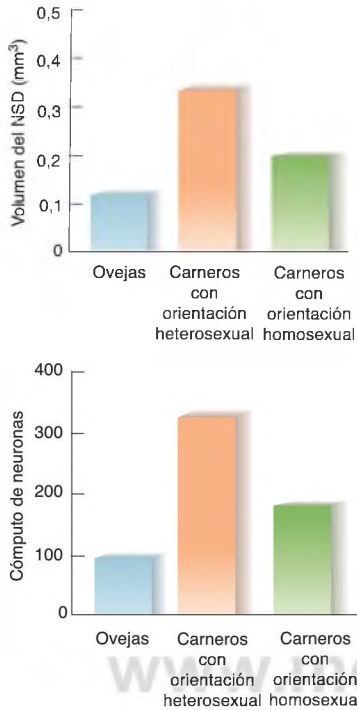 0,5
0,4
0,3
0,2
0,1
0
Volumen del NSD (mm³)
Ovejas
Carneros
con
orientación
heterosexual
Carneros
con
orientación
homosexual
400
300
200
100
0
Cómputo de neuronas
Ovejas
Carneros
con
orientación
heterosexual
Carneros
con
orientación
homosexual